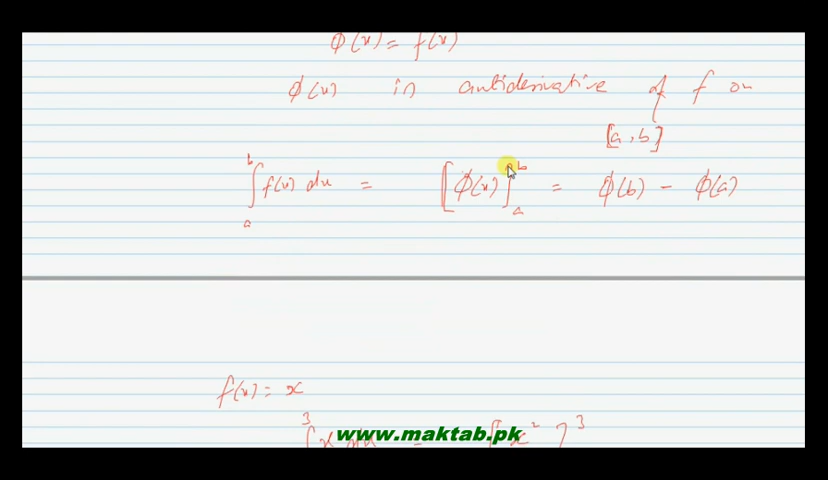 ϕ(x) = f(x)
ϕ(x) is antiderivative of f on
[a, b]
∫ₐᵇ f(x) dx = [ϕ(x)]ₐᵇ = ϕ(b) - ϕ(a)
f(x) = x
www.maktab.pk